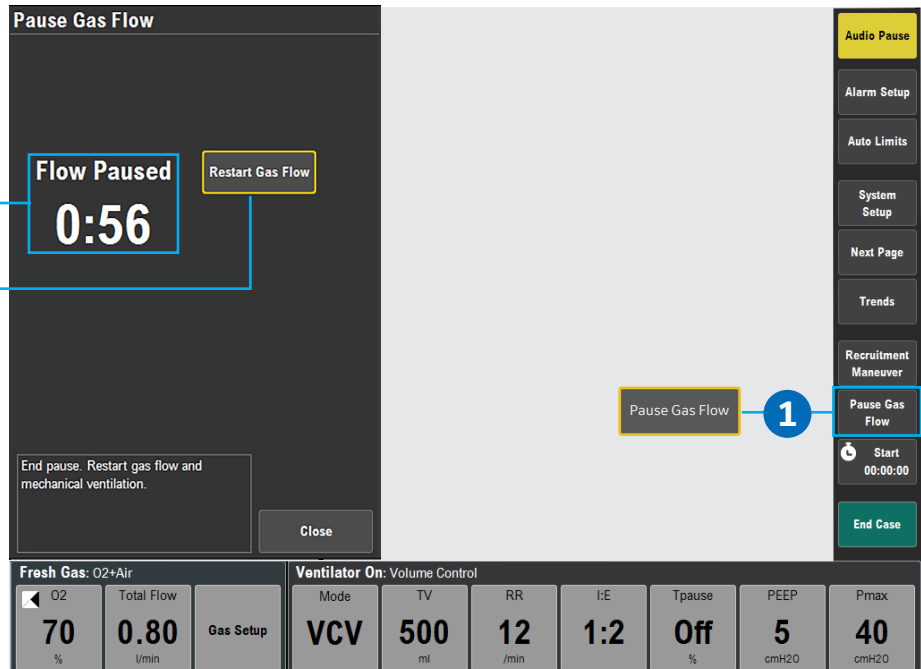 Pause Gas Flow
Flow Paused
0:56
Restart Gas Flow
End pause. Restart gas flow and
mechanical ventilation.
Close
Pause Gas Flow
1
Audio Pause
Alarm Setup
Auto Limits
System
Setup
Next Page
Trends
Recruitment
Maneuver
Pause Gas
Flow
Start
00:00:00
End Case
Fresh Gas: O2+Air
O2
70
%
Total Flow
0.80
l/min
Gas Setup
Ventilator On: Volume Control
Mode
VCV
TV
500
ml
RR
12
/min
I:E
1:2
Tpause
Off
%
PEEP
5
cmH2O
Pmax
40
cmH2O